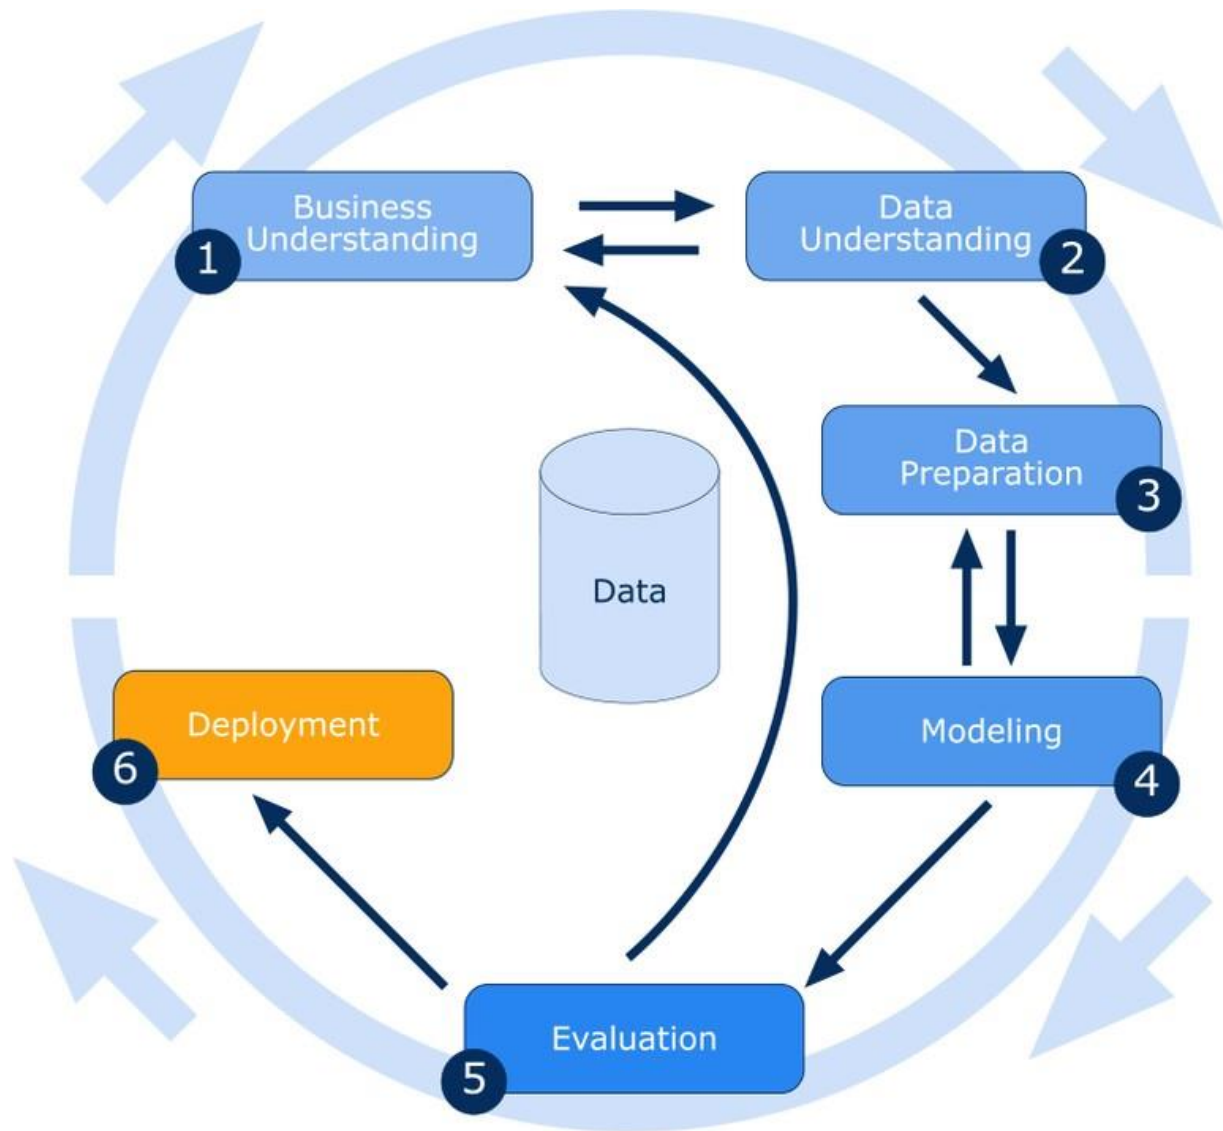 Business
Understanding
1
Data
Understanding
2
Data
Preparation
3
Data
Modeling
4
Deployment
6
Evaluation
5